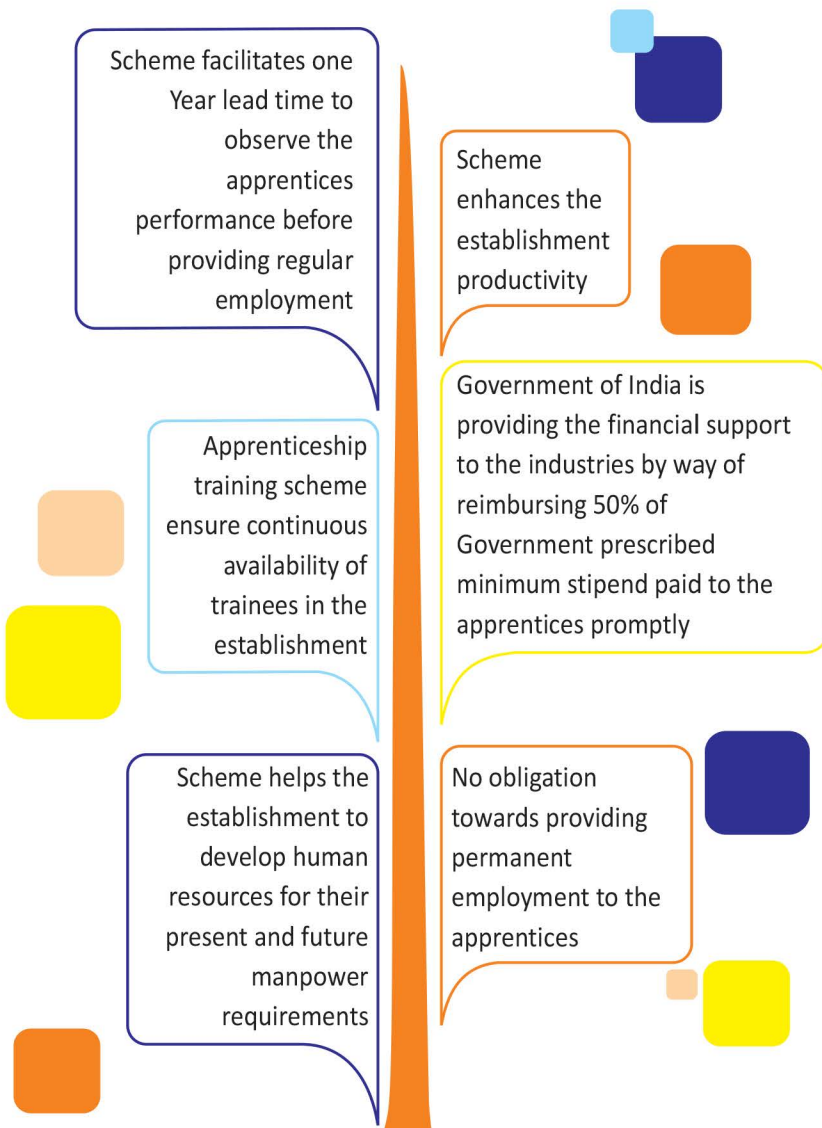 Scheme facilitates one
Year lead time to
observe the
apprentices
performance before
providing regular
employment
Scheme
enhances the
establishment
productivity
Apprenticeship
training scheme
ensure continuous
availability of
trainees in the
establishment
Government of India is
providing the financial support
to the industries by way of
reimbursing 50% of
Government prescribed
minimum stipend paid to the
apprentices promptly
Scheme helps the
establishment to
develop human
resources for their
present and future
manpower
requirements
No obligation
towards providing
permanent
employment to the
apprentices